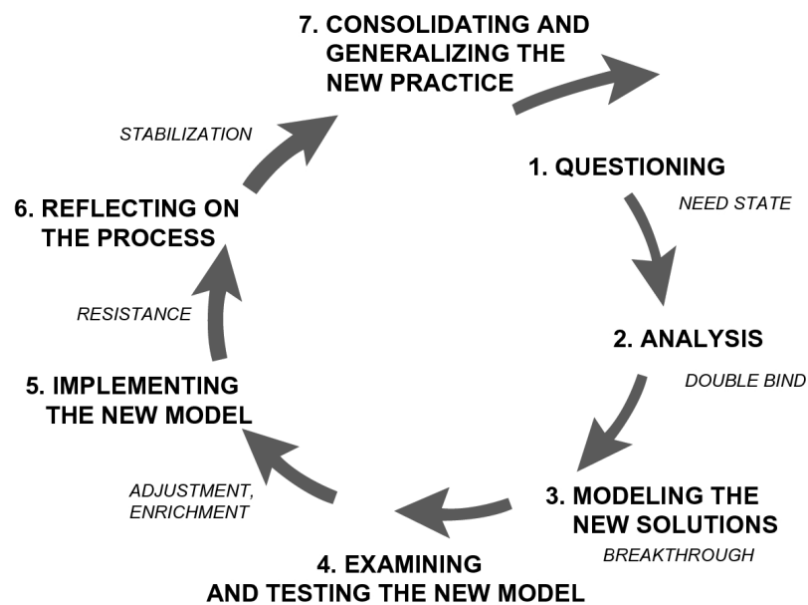 7. CONSOLIDATING AND
GENERALIZING THE
NEW PRACTICE
STABILIZATION
1. QUESTIONING
NEED STATE
6. REFLECTING ON
THE PROCESS
RESISTANCE
2. ANALYSIS
DOUBLE BIND
5. IMPLEMENTING
THE NEW MODEL
ADJUSTMENT,
ENRICHMENT
3. MODELING THE
NEW SOLUTIONS
BREAKTHROUGH
4. EXAMINING
AND TESTING THE NEW MODEL